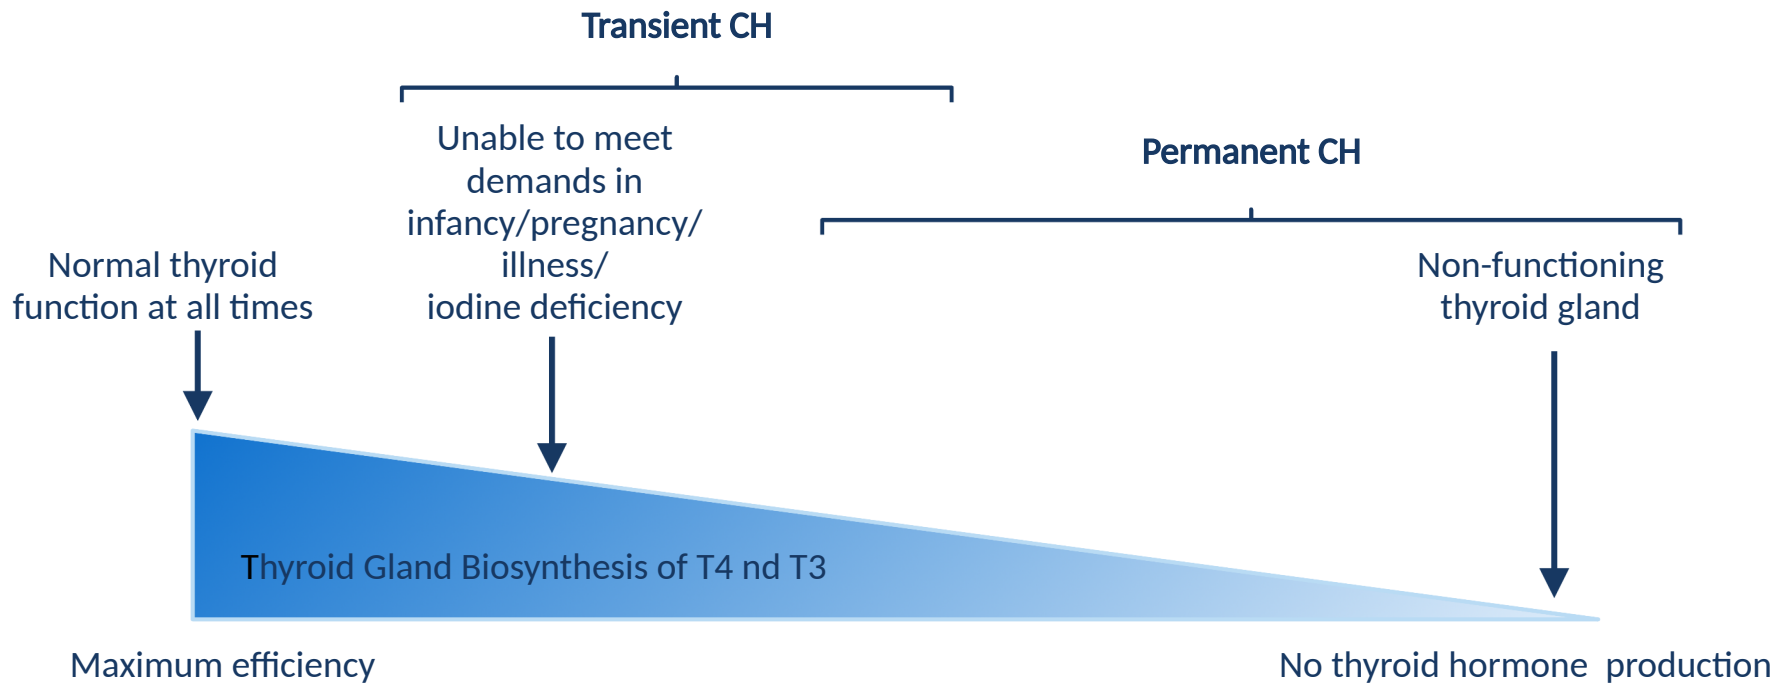 Transient CH
Unable to meet
demands in
infancy/pregnancy/
illness/
iodine deficiency
Permanent CH
Normal thyroid
function at all times
Non-functioning
thyroid gland
Thyroid Gland Biosynthesis of T4 nd T3
Maximum efficiency
No thyroid hormone  production